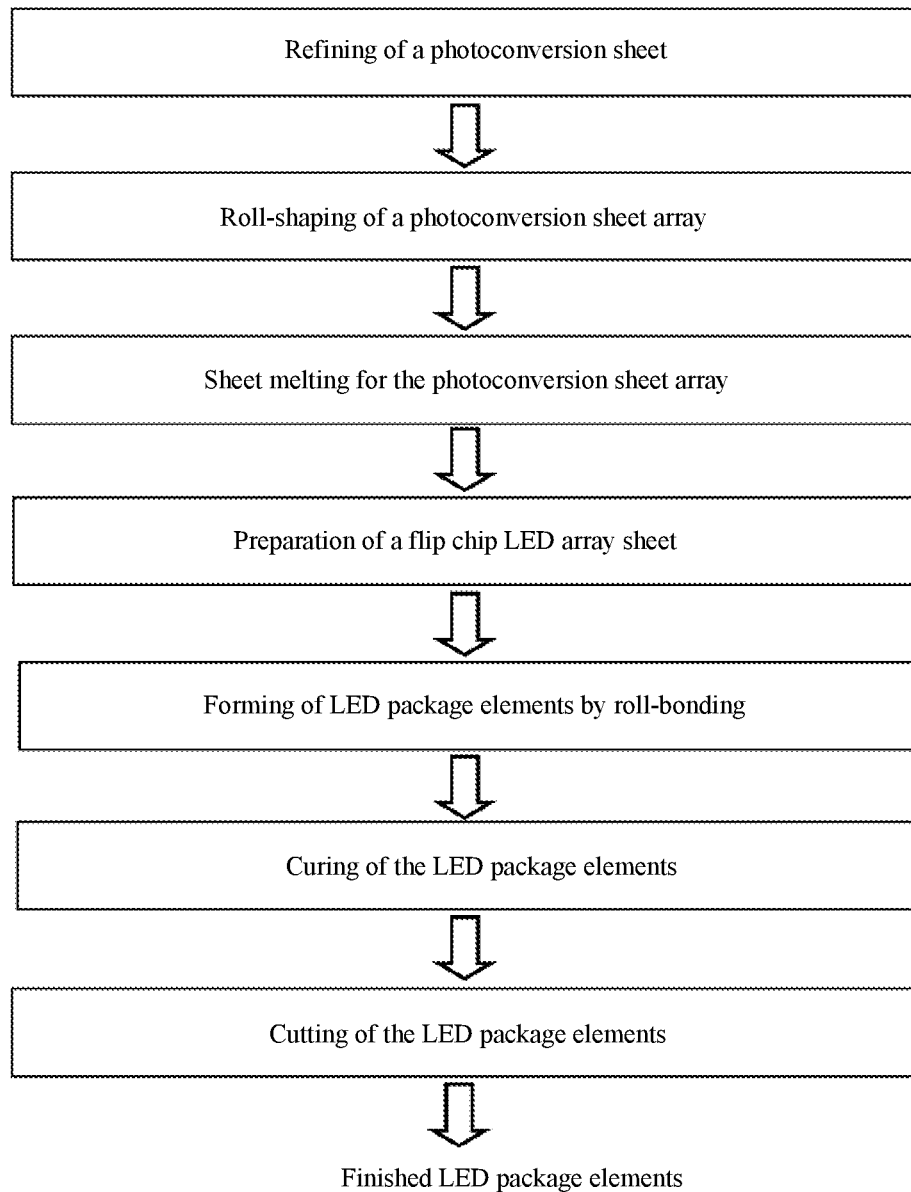 Refining of a photoconversion sheet
Roll-shaping of a photoconversion sheet array
Sheet melting for the photoconversion sheet array
Preparation of a flip chip LED array sheet
Forming of LED package elements by roll-bonding
Curing of the LED package elements
Cutting of the LED package elements
Finished LED package elements